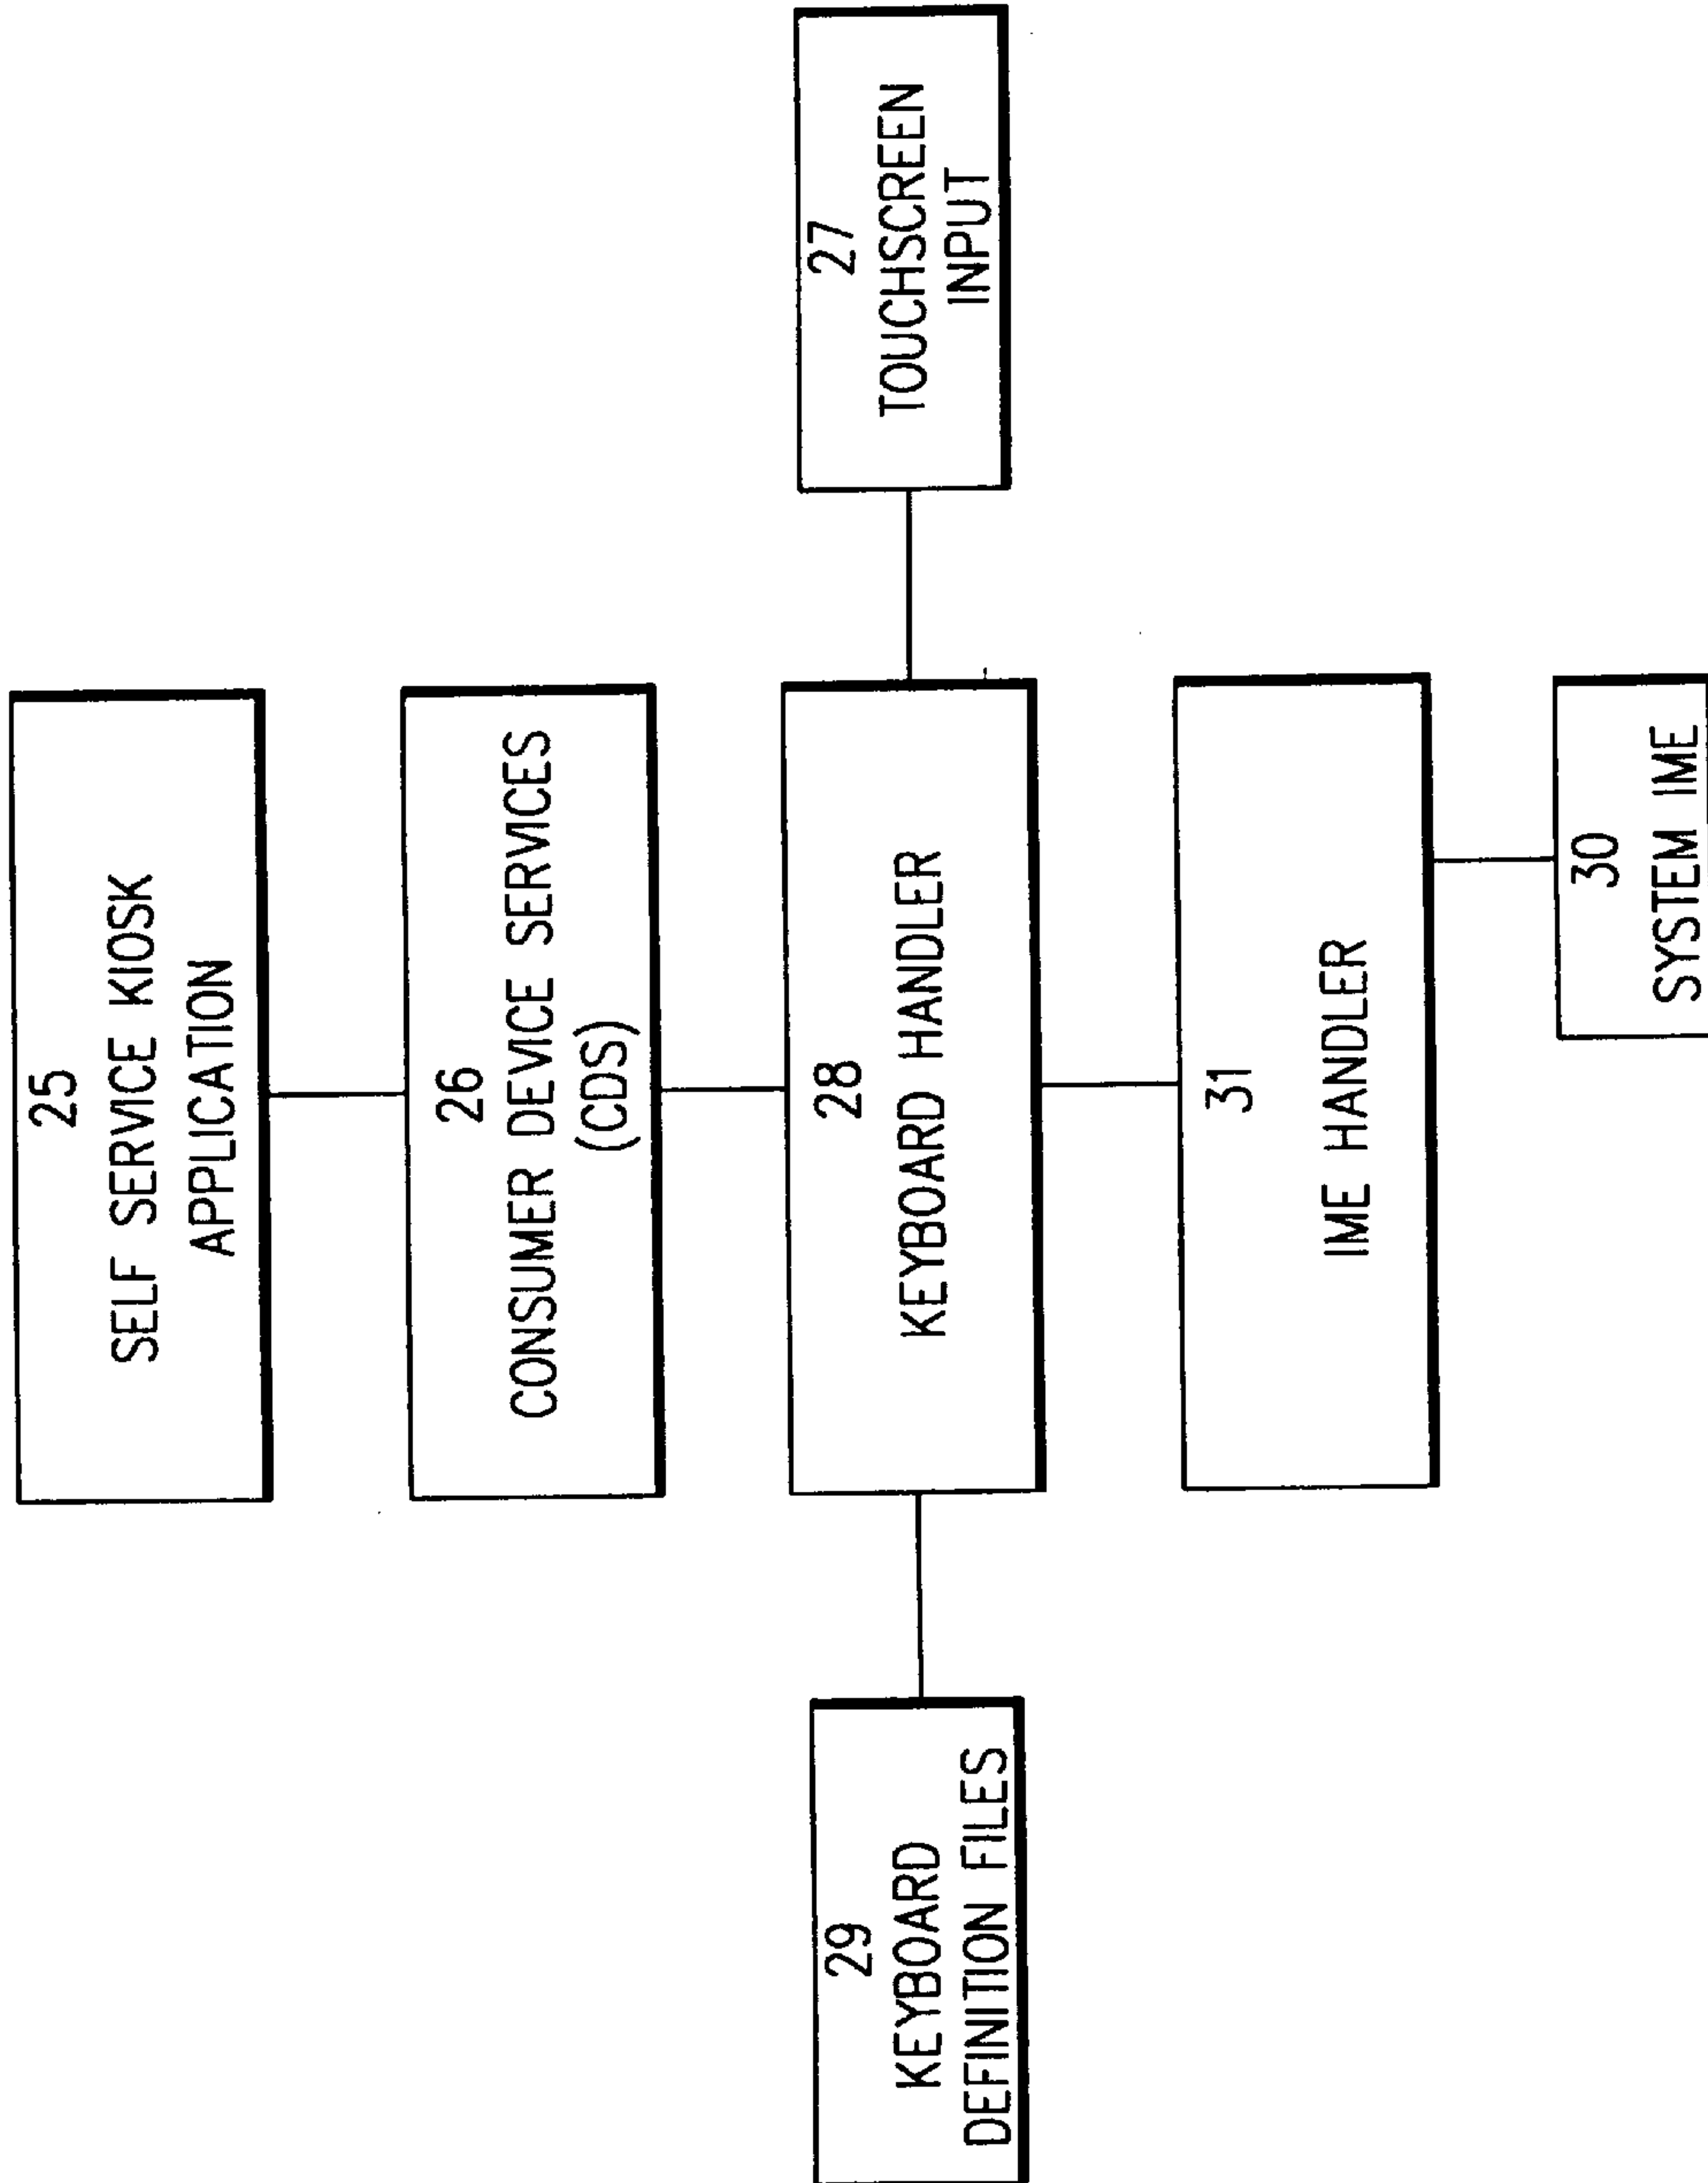 25
SELF SERVICE KIOSK
APPLICATION
26
CONSUMER DEVICE SERVICES
(CDS)
29
KEYBOARD
DEFINITION FILES
28
KEYBOARD HANDLER
27
TOUCHSCREEN
INPUT
31
IME HANDLER
30
SYSTEM IME